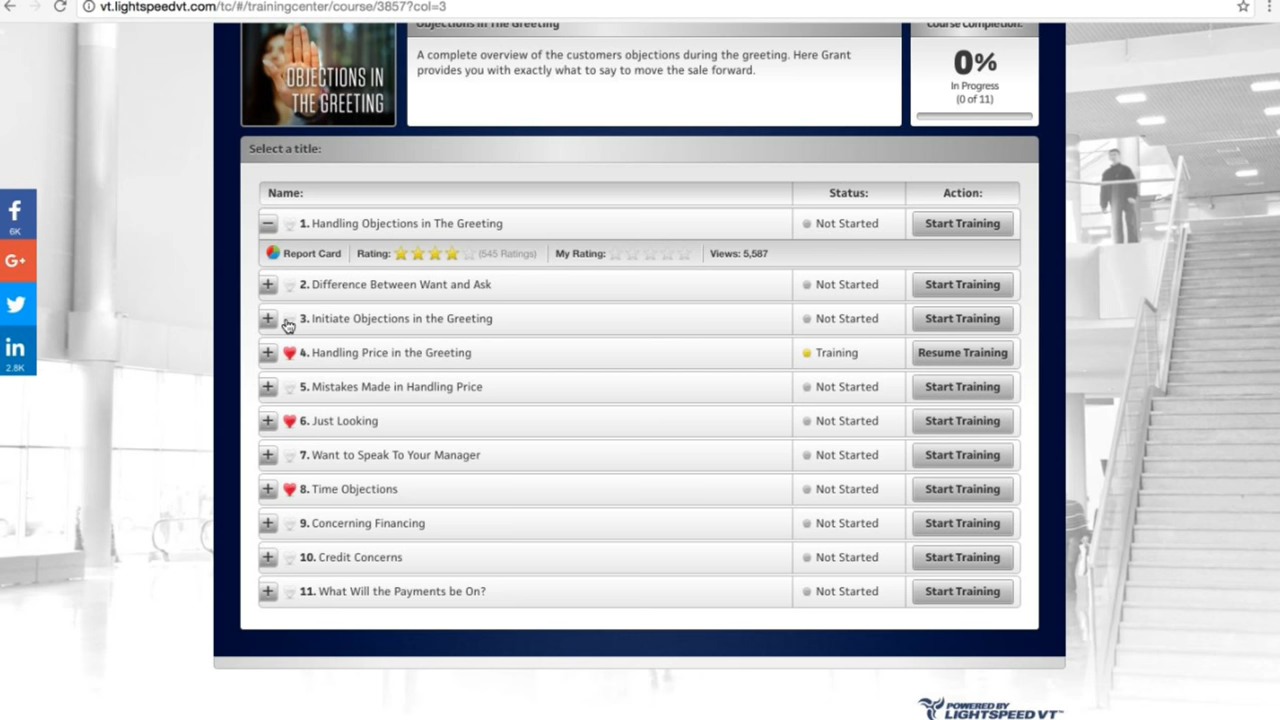 vt.lightspeedvt.com/tc/#/trainingcenter/course/3857?col=3
Objections In The Greeting
Course Completion:
OBJECTIONS IN
THE GREETING
A complete overview of the customers objections during the greeting. Here Grant
provides you with exactly what to say to move the sale forward.
0%
In Progress
(0 of 11)
Select a title:
Name: Status: Action:
1. Handling Objections in The Greeting Not Started Start Training
Report Card Rating: (545 Ratings) My Rating: Views: 5,587
2. Difference Between Want and Ask Not Started Start Training
3. Initiate Objections in the Greeting Not Started Start Training
4. Handling Price in the Greeting Training Resume Training
5. Mistakes Made in Handling Price Not Started Start Training
6. Just Looking Not Started Start Training
7. Want to Speak To Your Manager Not Started Start Training
8. Time Objections Not Started Start Training
9. Concerning Financing Not Started Start Training
10. Credit Concerns Not Started Start Training
11. What Will the Payments be On? Not Started Start Training
f
6K
G+
in
2.8K
POWERED BY
LIGHTSPEED VT™